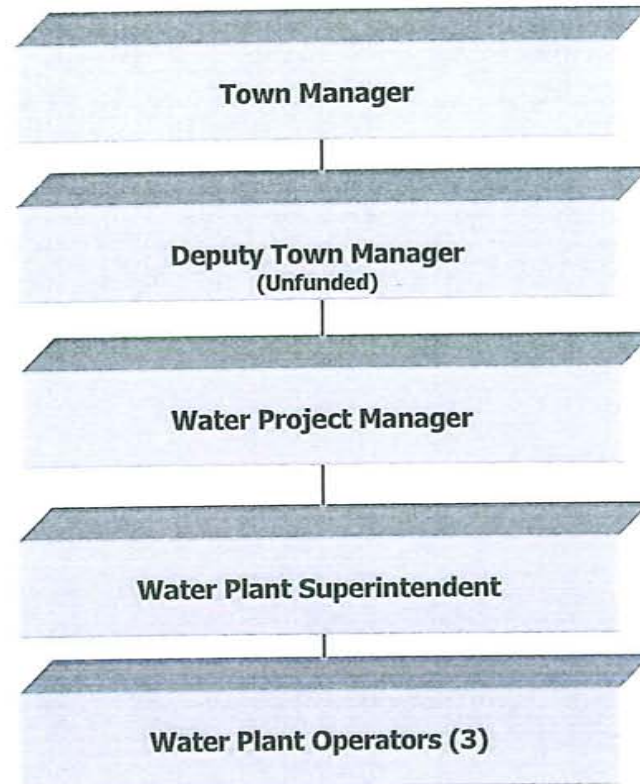 Town Manager
Deputy Town Manager
(Unfunded)
Water Project Manager
Water Plant Superintendent
Water Plant Operators (3)